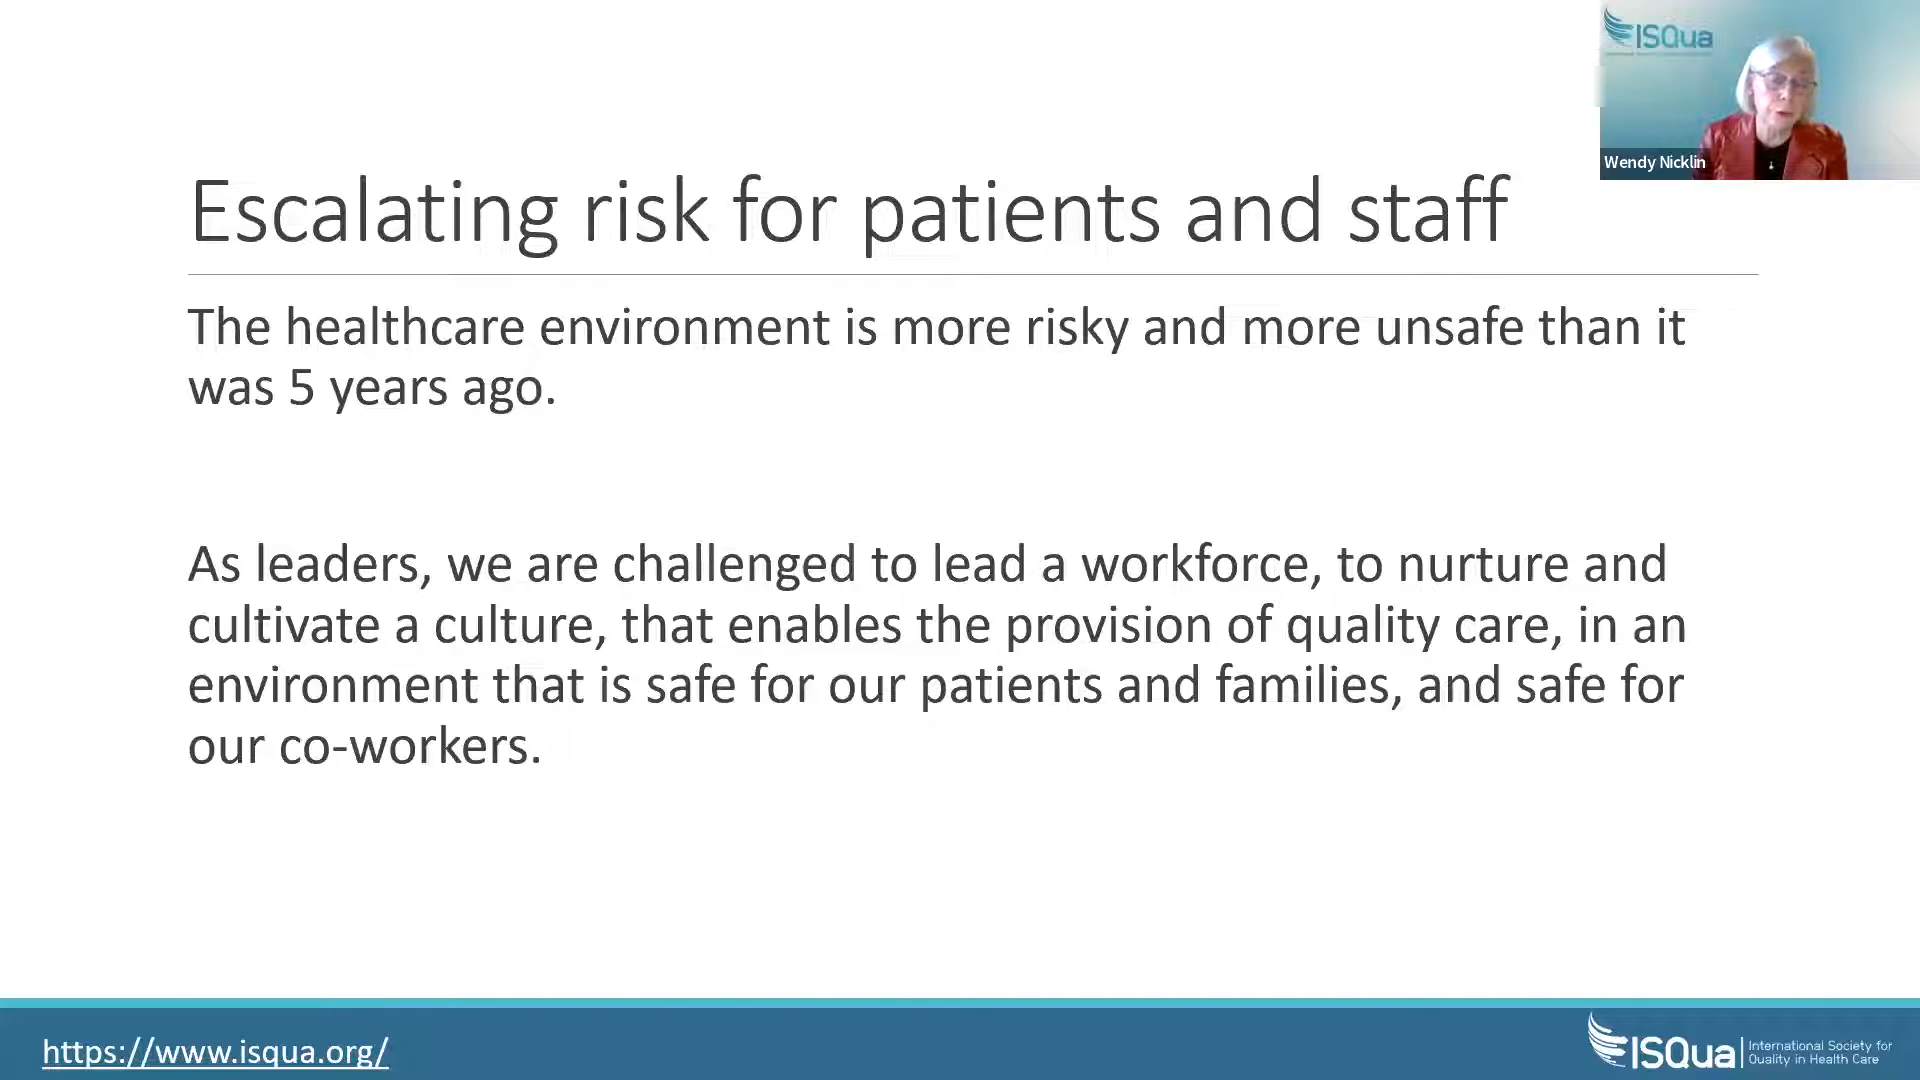 ISQua
Wendy Nicklin
Escalating risk for patients and staff
The healthcare environment is more risky and more unsafe than it
was 5 years ago.
As leaders, we are challenged to lead a workforce, to nurture and
cultivate a culture, that enables the provision of quality care, in an
environment that is safe for our patients and families, and safe for
our co-workers.
https://www.isqua.org/
ISQua
International Society for
Quality in Health Care